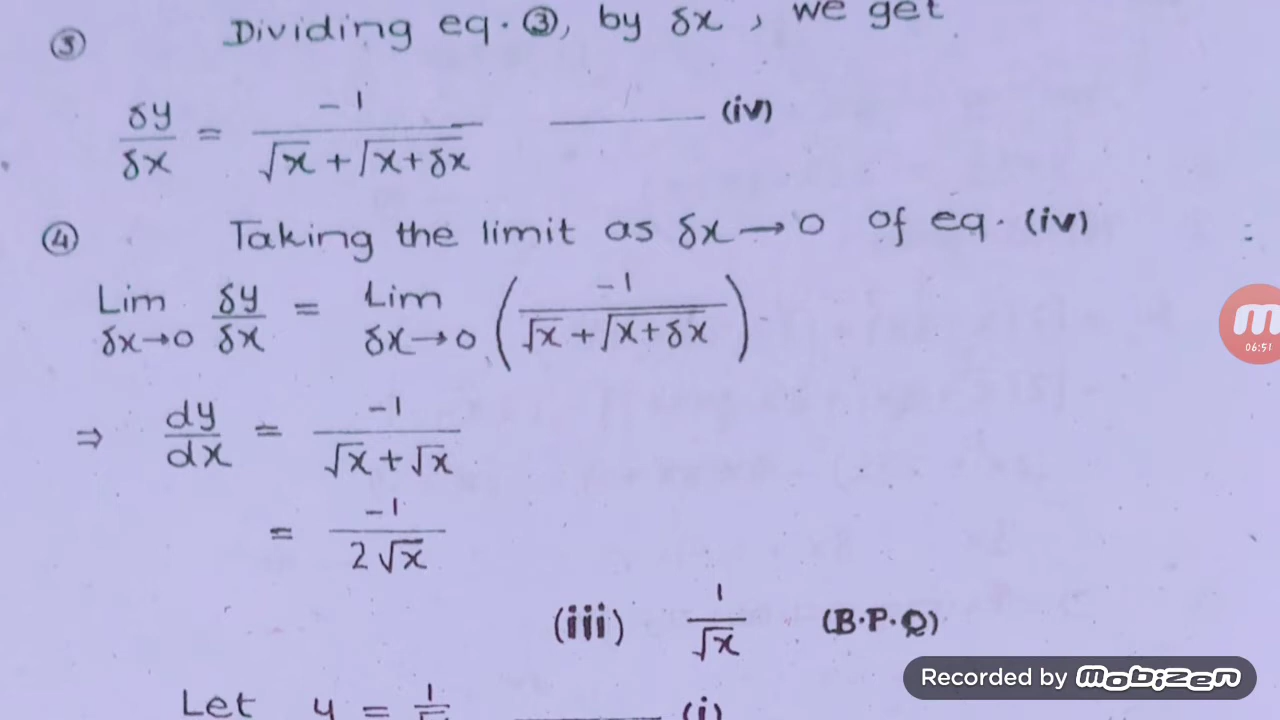 ③ Dividing eq. ③, by δx, we get
δy/δx = -1/(√x + √(x+δx)) ______ (iv)
④ Taking the limit as δx → 0 of eq. (iv)
Lim δx→0 δy/δx = Lim δx→0 (-1/(√x + √(x+δx)))
06:51
⇒ dy/dx = -1/(√x + √x)
= -1/(2√x)
(iii) 1/√x (B.P.Q)
Recorded by mobizen
Let y = 1/√x ______ (i)